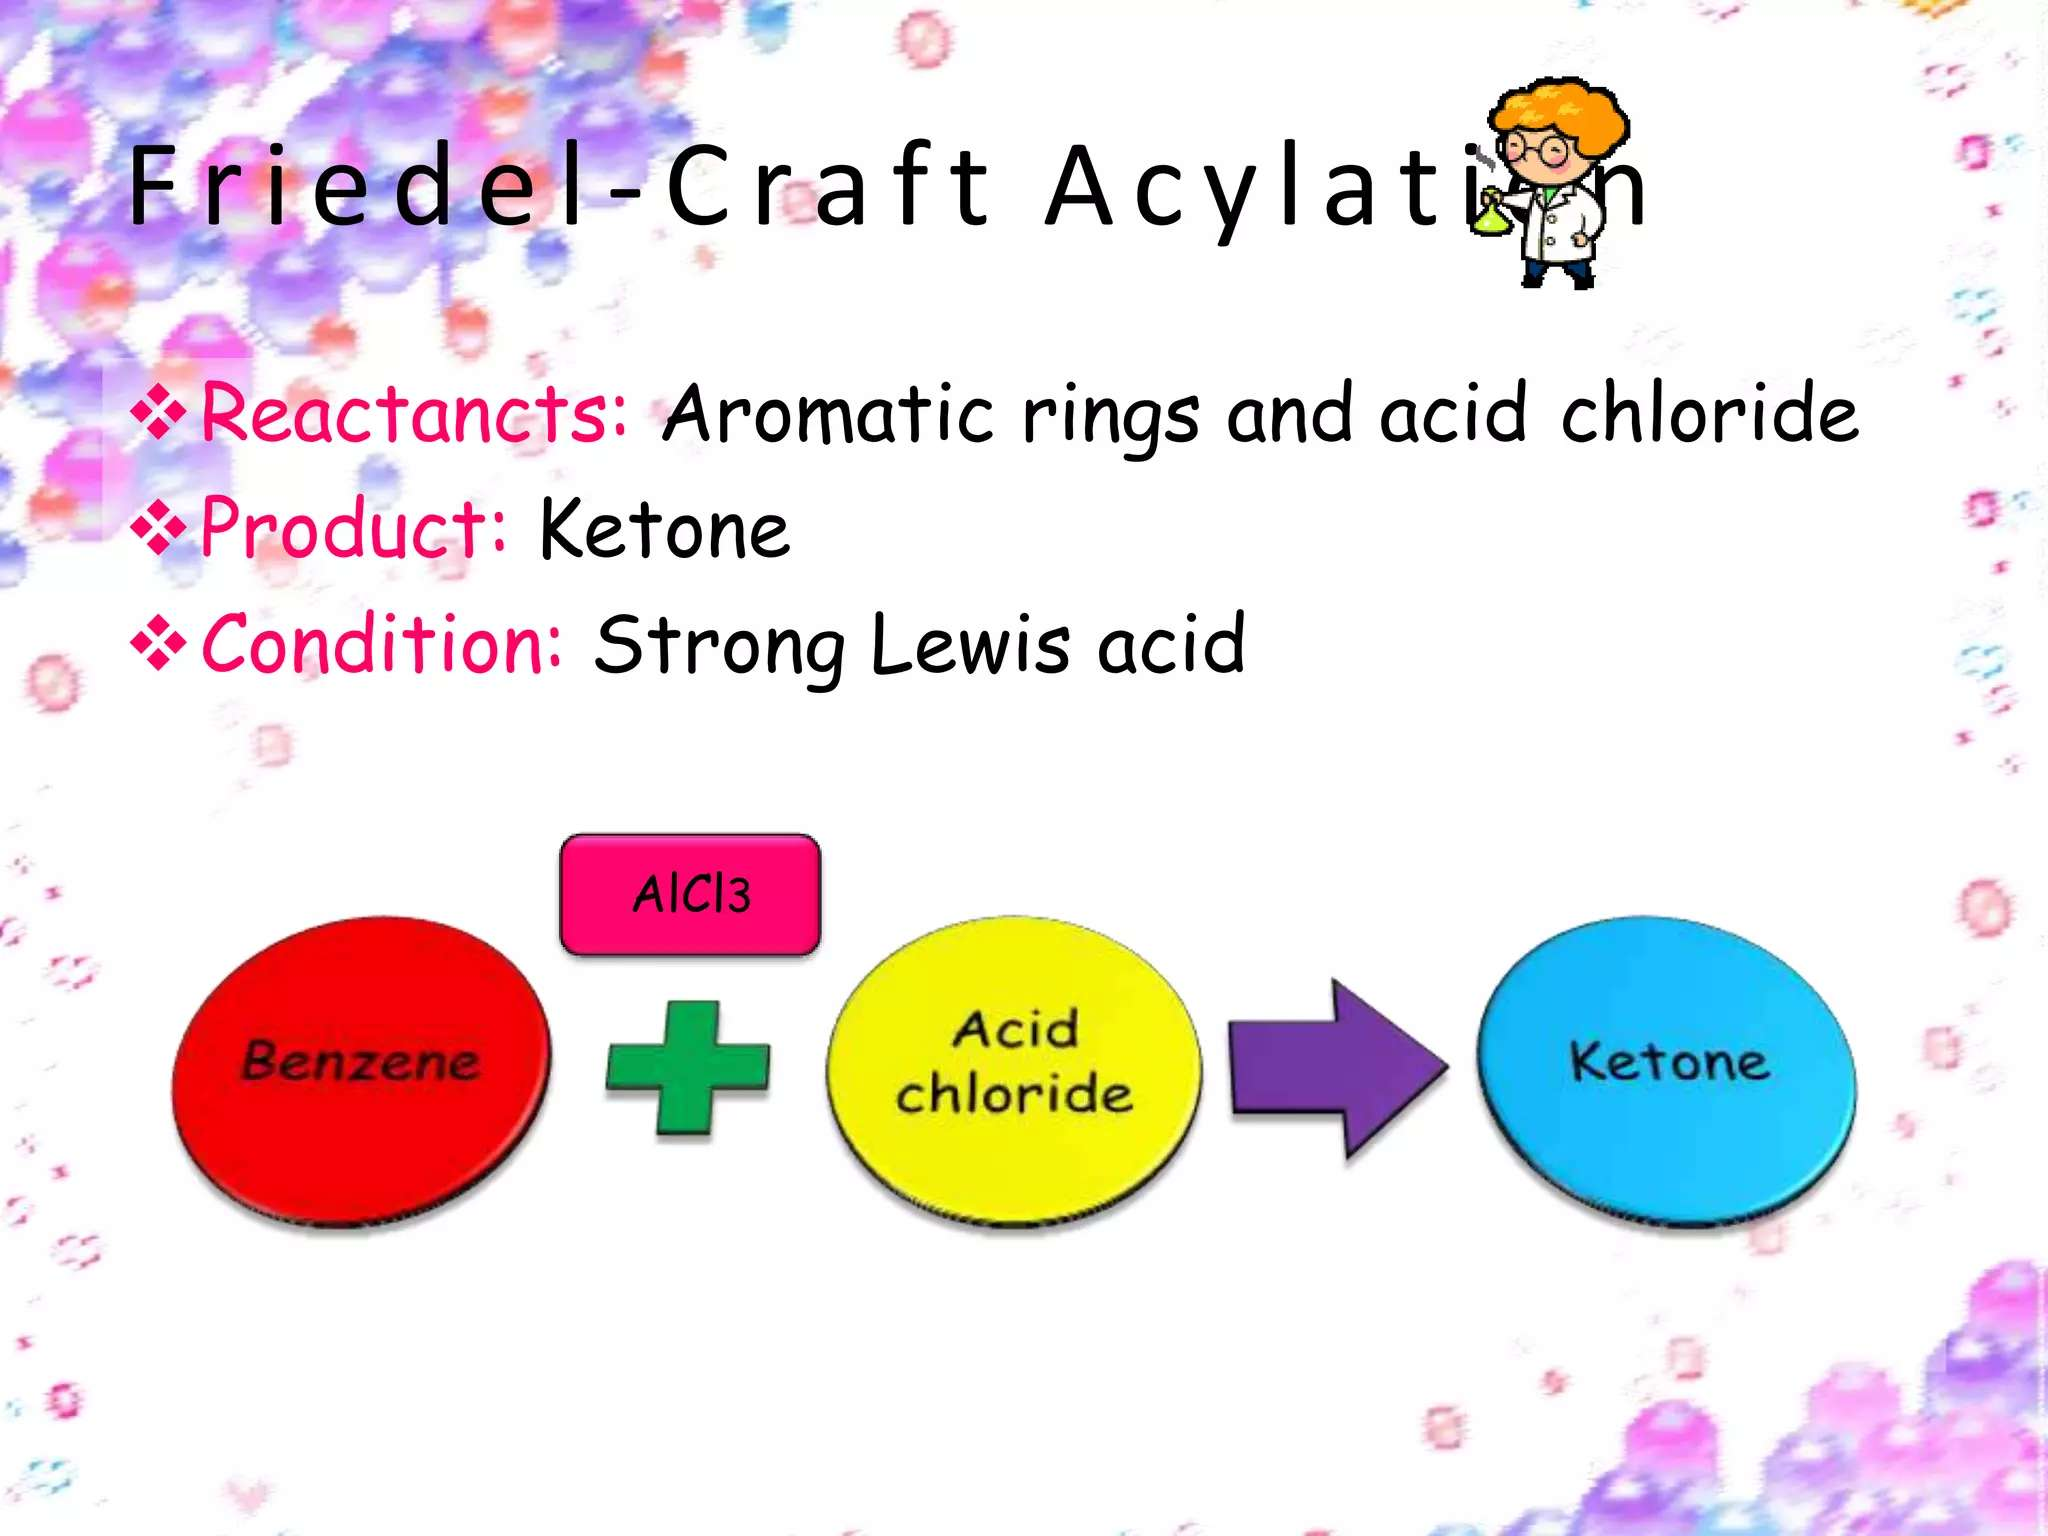 Friedel-Craft Acylation
❖Reactancts: Aromatic rings and acid chloride
❖Product: Ketone
❖Condition: Strong Lewis acid
AlCl3
Benzene
Acid
chloride
Ketone